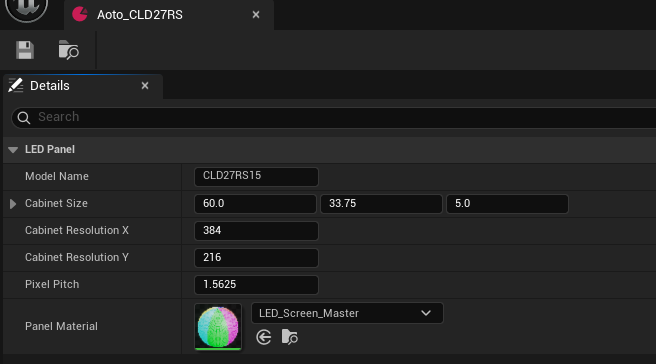 Aoto_CLD27RS
Details
Search
LED Panel
Model Name CLD27RS15
Cabinet Size 60.0 33.75 5.0
Cabinet Resolution X 384
Cabinet Resolution Y 216
Pixel Pitch 1.5625
Panel Material LED_Screen_Master